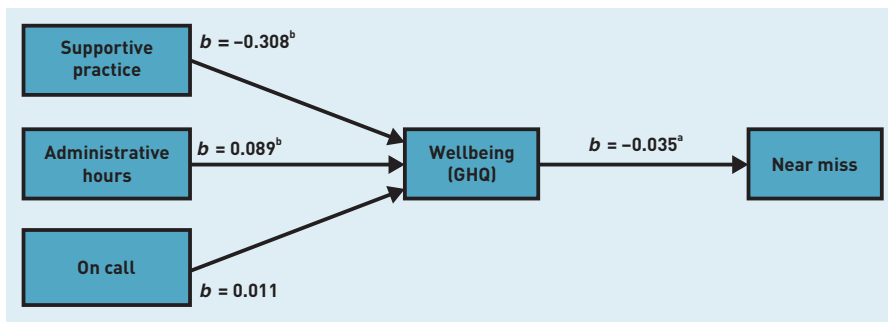 b = –0.308ᵇ
Supportive
practice
b = 0.089ᵇ
Administrative
hours
Wellbeing
(GHQ)
b = –0.035ᵃ
Near miss
On call
b = 0.011